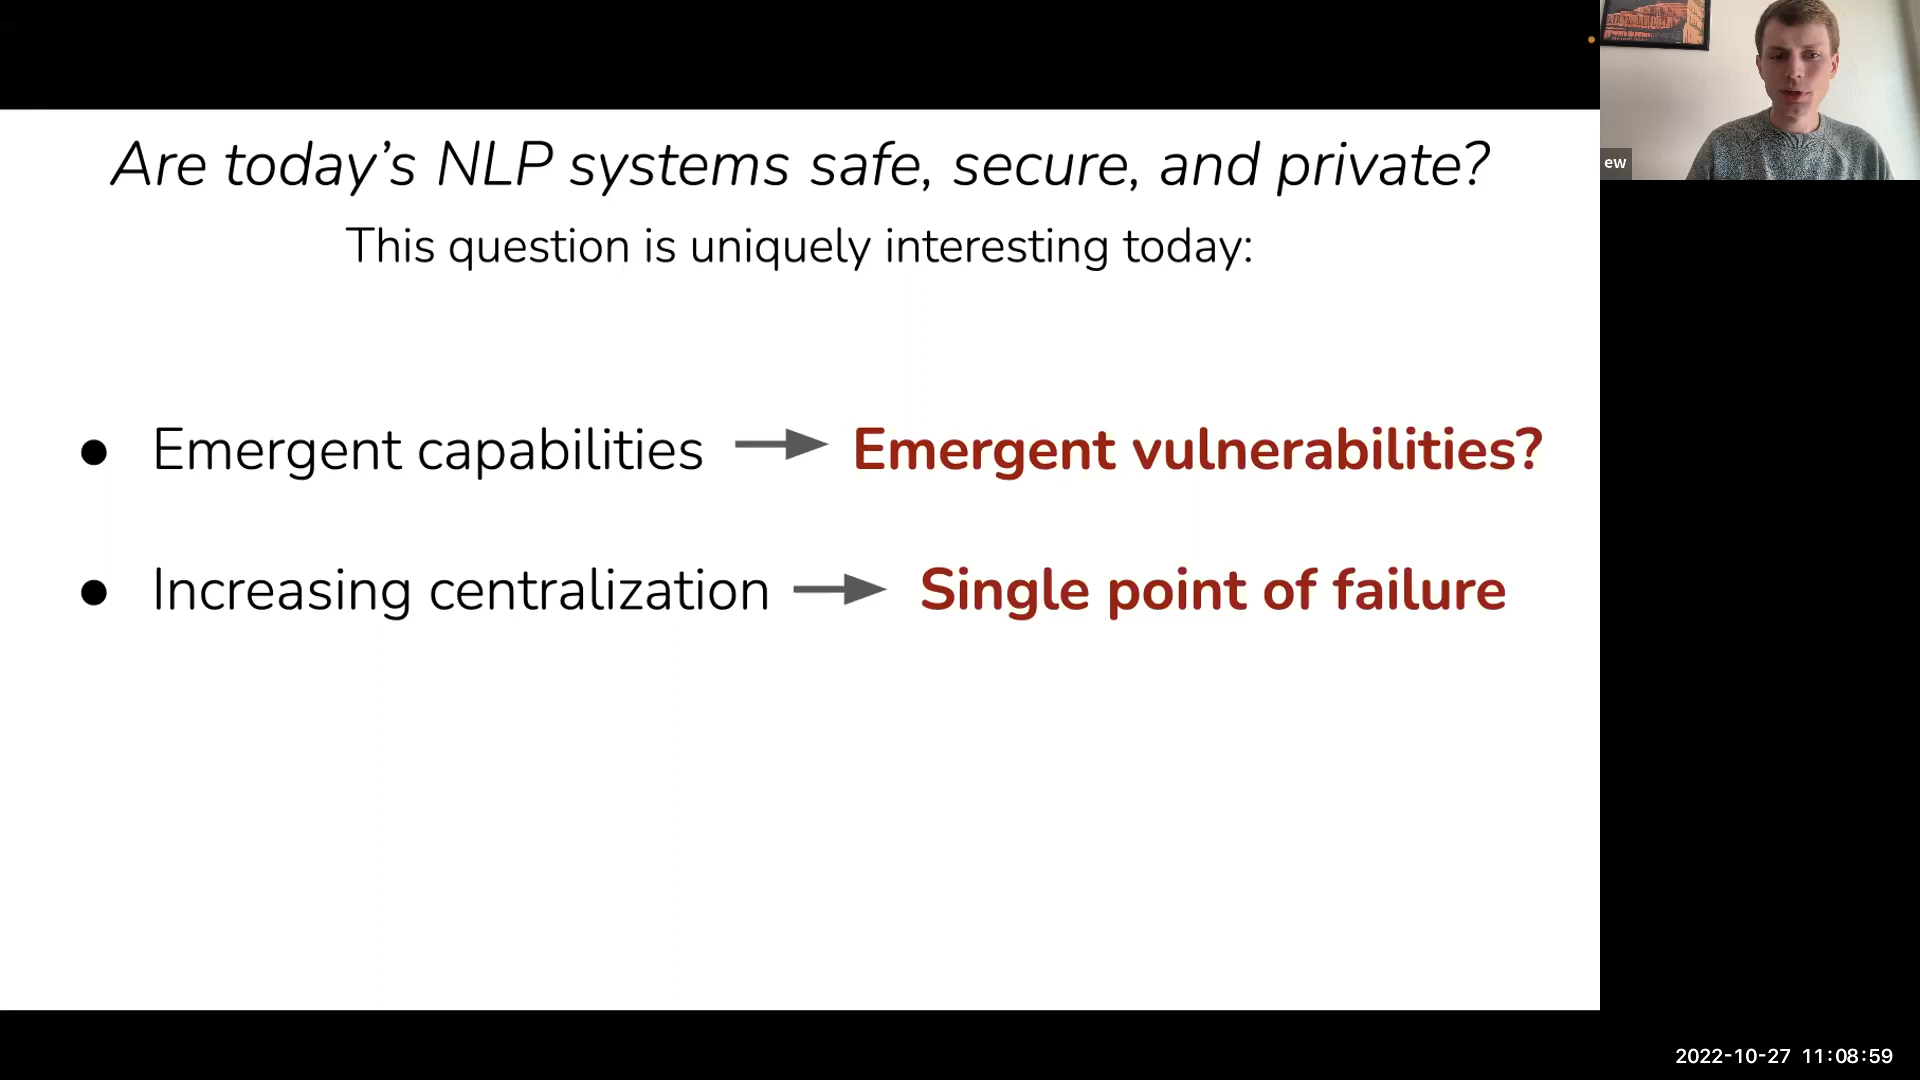 Are today's NLP systems safe, secure, and private?
This question is uniquely interesting today:
● Emergent capabilities → Emergent vulnerabilities?
● Increasing centralization → Single point of failure
ew
2022-10-27 11:08:59